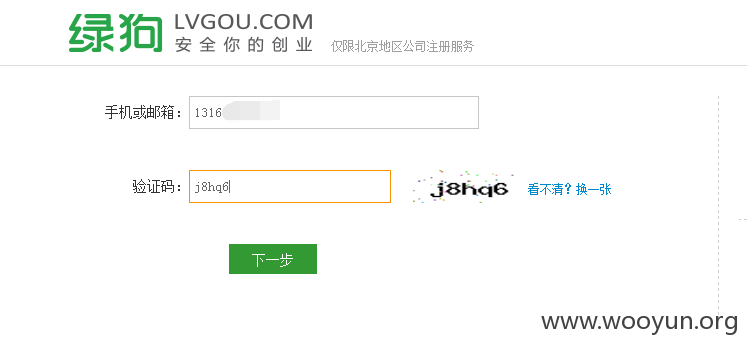 绿狗 LVGOU.COM
安全你的创业 仅限北京地区公司注册服务
手机或邮箱： 1316
验证码： j8hq6 j8hq6 看不清？换一张
下一步
www.wooyun.org